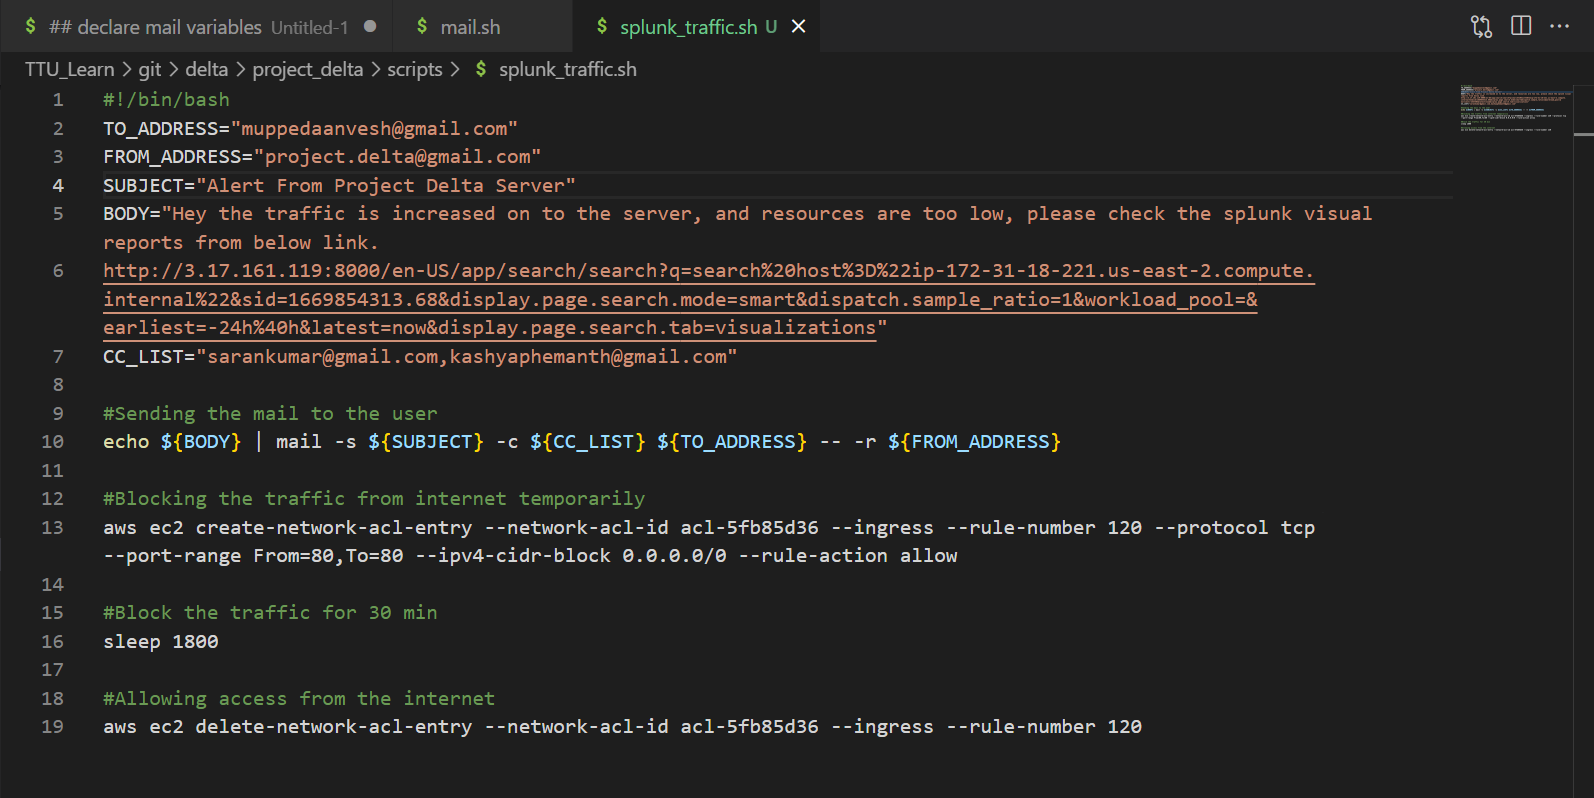 ## declare mail variables Untitled-1 mail.sh splunk_traffic.sh U
TTU_Learn > git > delta > project_delta > scripts > $ splunk_traffic.sh
1 #!/bin/bash
2 TO_ADDRESS="muppedaanvesh@gmail.com"
3 FROM_ADDRESS="project.delta@gmail.com"
4 SUBJECT="Alert From Project Delta Server"
5 BODY="Hey the traffic is increased on to the server, and resources are too low, please check the splunk visual
reports from below link.
6 http://3.17.161.119:8000/en-US/app/search/search?q=search%20host%3D%22ip-172-31-18-221.us-east-2.compute.
internal%22&sid=1669854313.68&display.page.search.mode=smart&dispatch.sample_ratio=1&workload_pool=&
earliest=-24h%40h&latest=now&display.page.search.tab=visualizations"
7 CC_LIST="sarankumar@gmail.com,kashyaphemanth@gmail.com"
8
9 #Sending the mail to the user
10 echo ${BODY} | mail -s ${SUBJECT} -c ${CC_LIST} ${TO_ADDRESS} -- -r ${FROM_ADDRESS}
11
12 #Blocking the traffic from internet temporarily
13 aws ec2 create-network-acl-entry --network-acl-id acl-5fb85d36 --ingress --rule-number 120 --protocol tcp
--port-range From=80,To=80 --ipv4-cidr-block 0.0.0.0/0 --rule-action allow
14
15 #Block the traffic for 30 min
16 sleep 1800
17
18 #Allowing access from the internet
19 aws ec2 delete-network-acl-entry --network-acl-id acl-5fb85d36 --ingress --rule-number 120